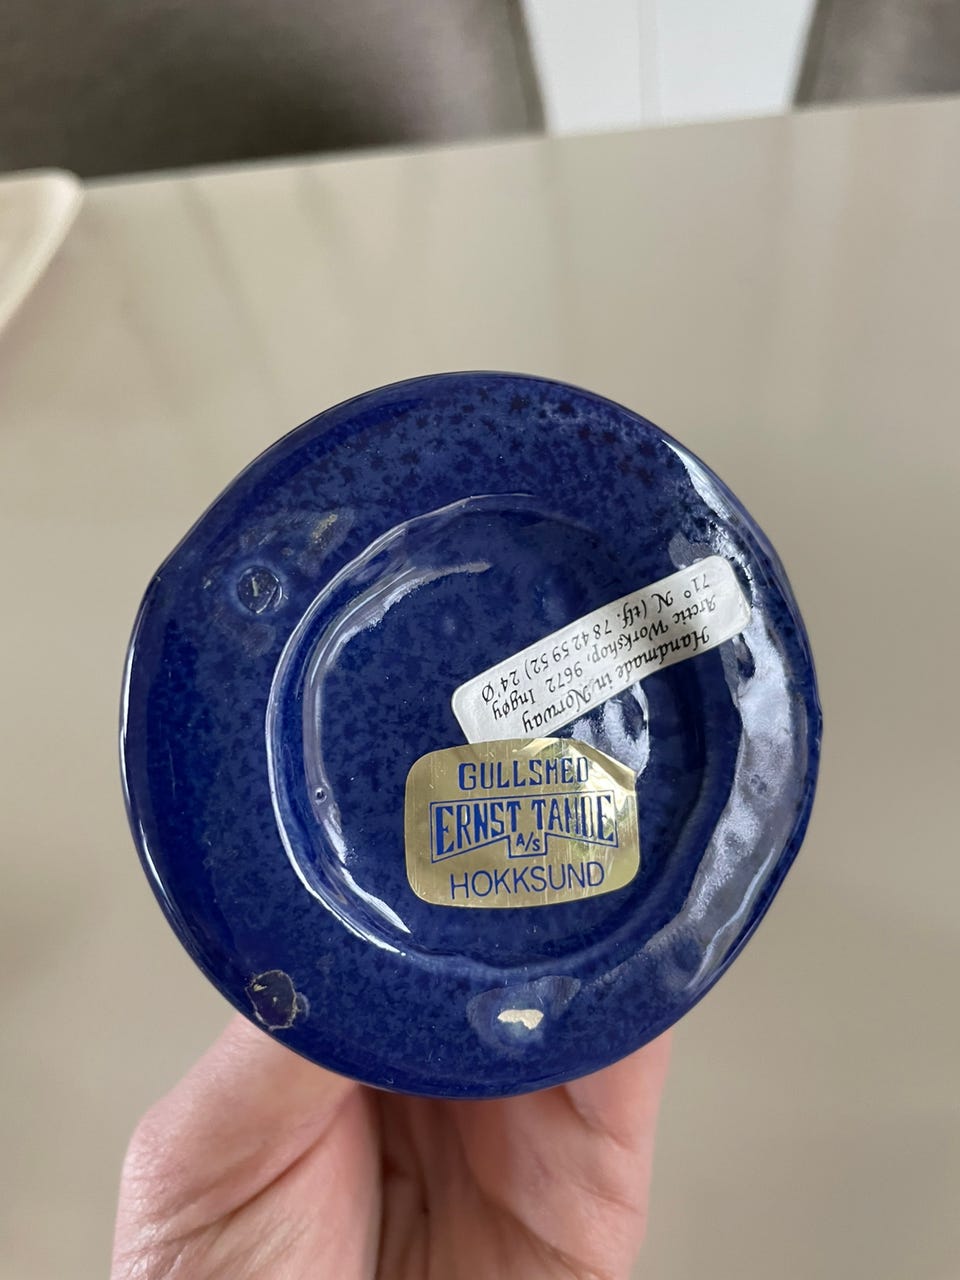 Handmade in Norway
Arctic Workshop, 9672 Ingøy
71° N (tlf. 78 42 59 52) 24'Ø
GULLSMED
ERNST TANDE
A/S
HOKKSUND